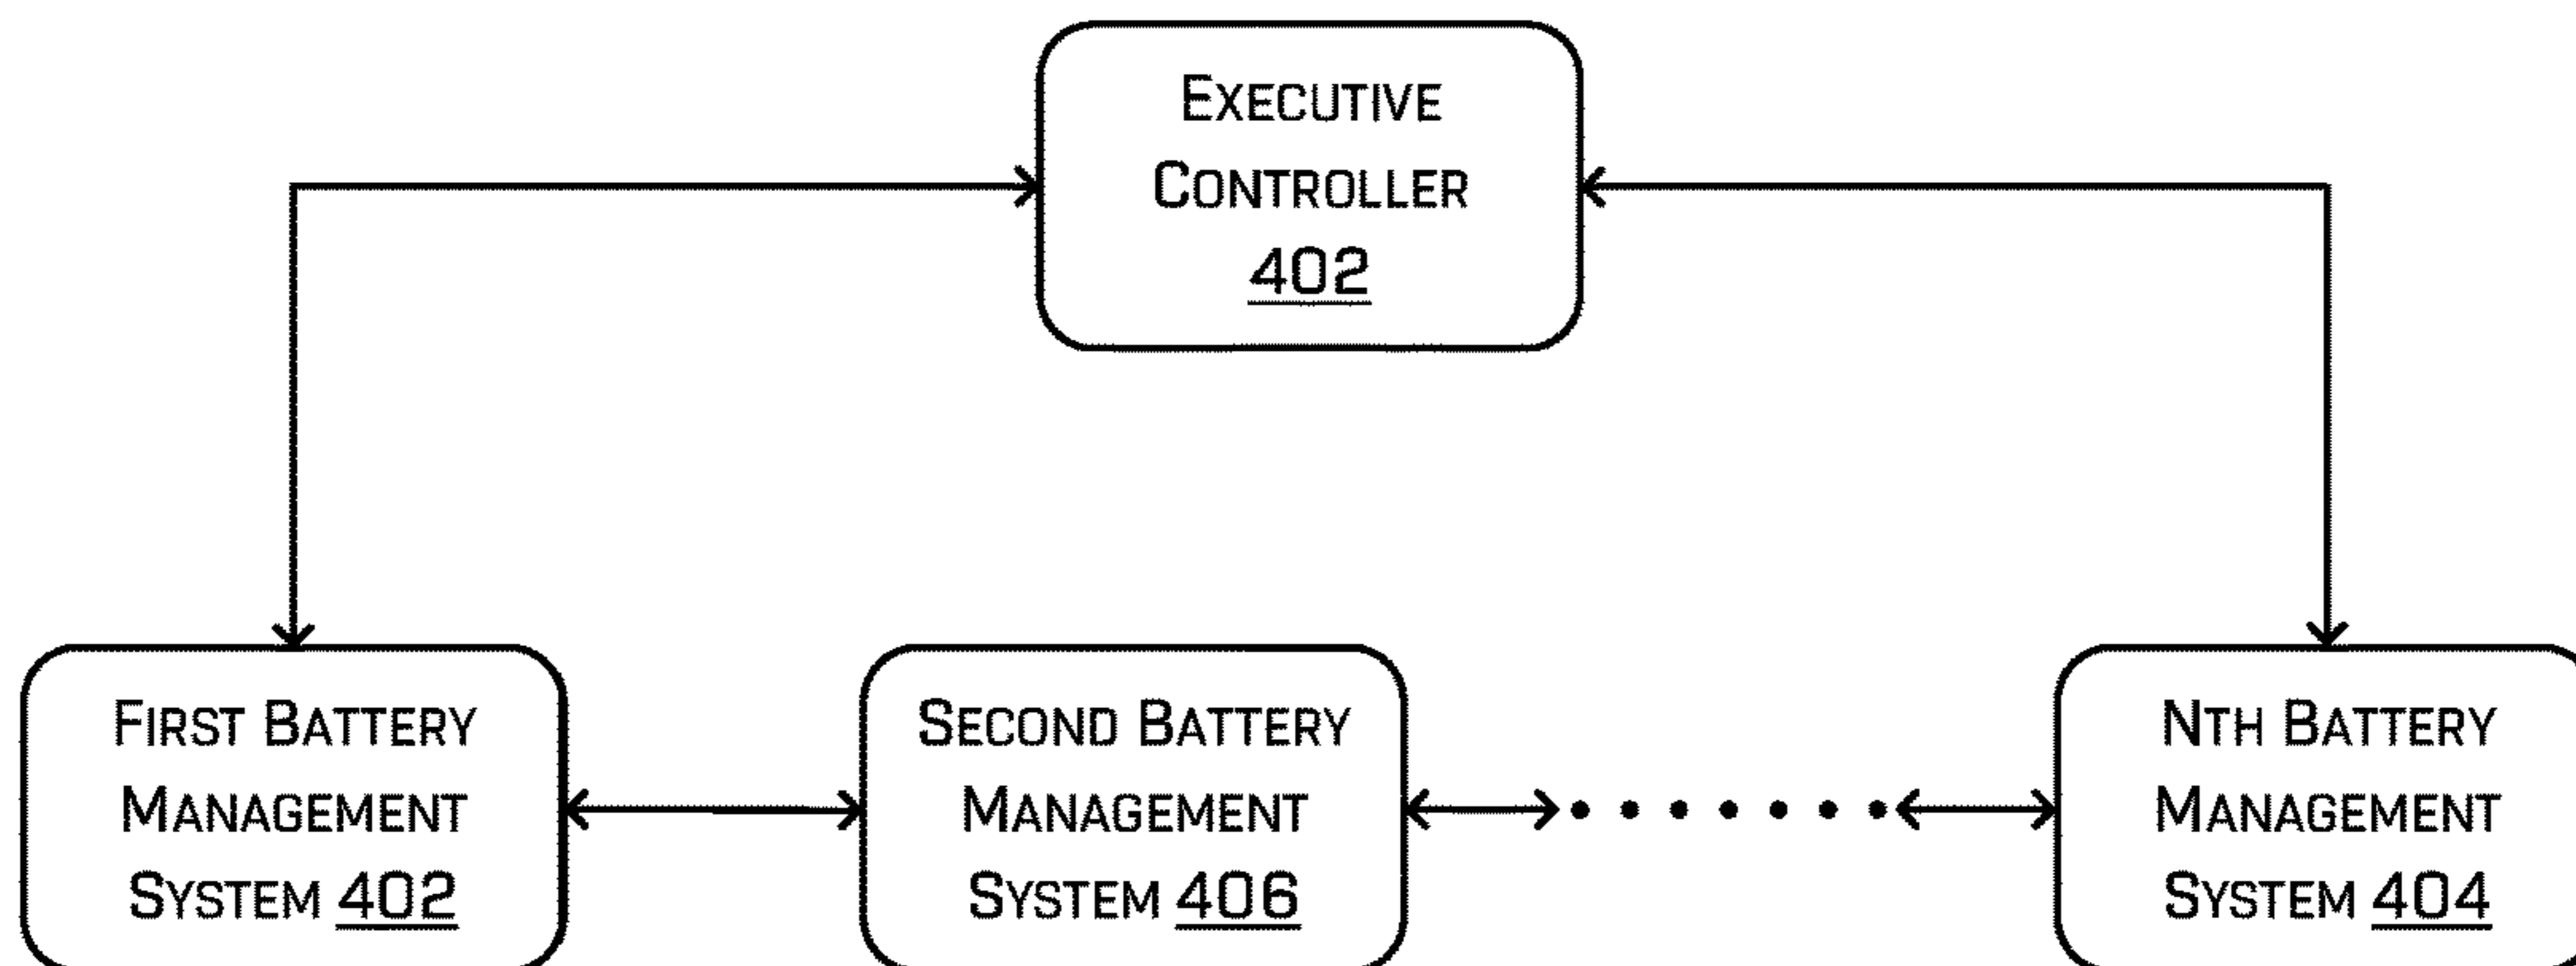 EXECUTIVE
CONTROLLER
402
FIRST BATTERY
MANAGEMENT
SYSTEM 402
SECOND BATTERY
MANAGEMENT
SYSTEM 406
NTH BATTERY
MANAGEMENT
SYSTEM 404